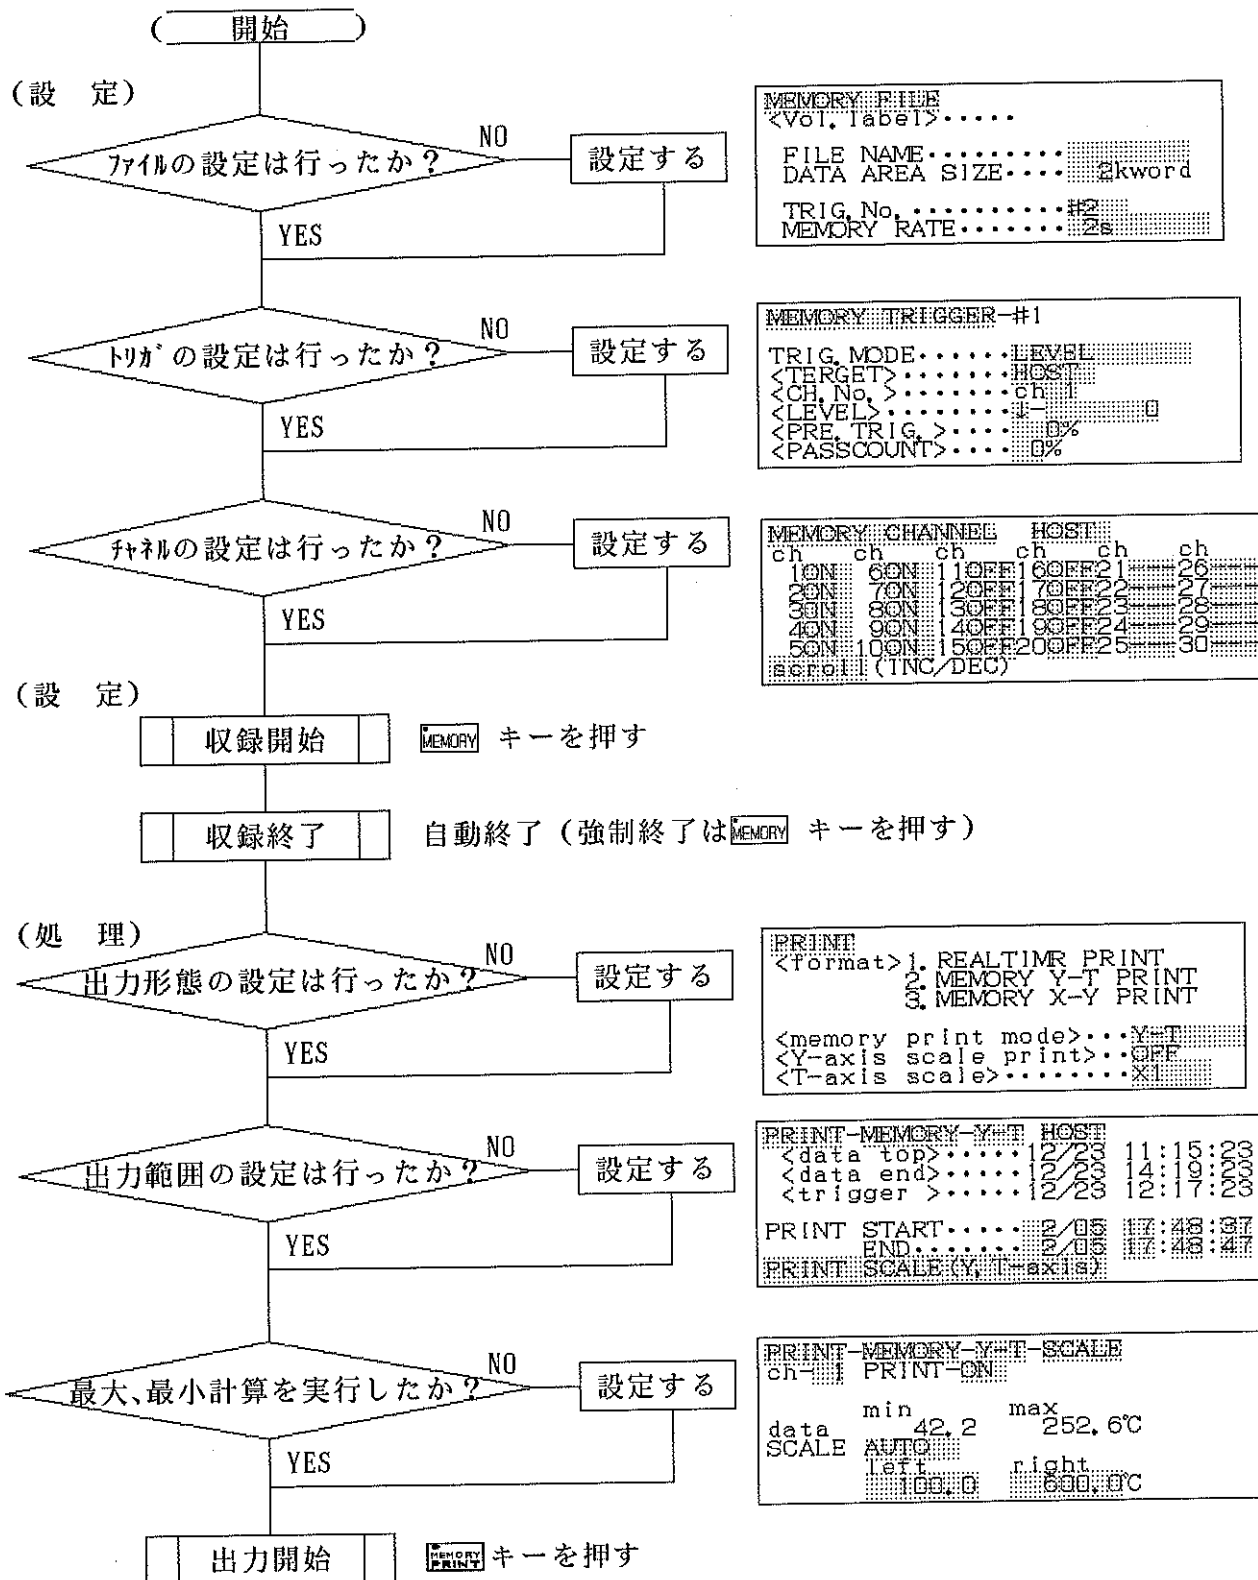 開始
(設　定)
ファイルの設定は行ったか？
NO
設定する
YES
MEMORY FILE
<Vol. label>·····
FILE NAME·········
DATA AREA SIZE···· 2kword
TRIG. No. ··········#2
MEMORY RATE······· 2s
トリガの設定は行ったか？
NO
設定する
YES
MEMORY TRIGGER-#1
TRIG. MODE······LEVEL
<TERGET>·······HOST
<CH. No. >······ch 1
<LEVEL>········↓- 0
<PRE. TRIG. >···· 0%
<PASSCOUNT>···· 0%
チャネルの設定は行ったか？
NO
設定する
YES
MEMORY CHANNEL HOST
ch ch ch ch ch ch
1ON 6ON 11OFF16OFF21---26---
2ON 7ON 12OFF17OFF22---27---
3ON 8ON 13OFF18OFF23---28---
4ON 9ON 14OFF19OFF24---29---
5ON 10ON 15OFF20OFF25---30---
scroll(INC/DEC)
(設　定)
収録開始
MEMORY キーを押す
収録終了
自動終了（強制終了はMEMORY キーを押す）
(処　理)
出力形態の設定は行ったか？
NO
設定する
YES
PRINT
<format>1. REALTIMR PRINT
2. MEMORY Y-T PRINT
3. MEMORY X-Y PRINT
<memory print mode>···Y-T
<Y-axis scale print>··OFF
<T-axis scale>········X1
出力範囲の設定は行ったか？
NO
設定する
YES
PRINT-MEMORY-Y-T HOST
<data top>·····12/23 11:15:23
<data end>·····12/23 14:19:23
<trigger >·····12/23 12:17:23
PRINT START····· 2/05 17:48:37
END······· 2/05 17:48:47
PRINT SCALE(Y, T-axis)
最大、最小計算を実行したか？
NO
設定する
YES
PRINT-MEMORY-Y-T-SCALE
ch- 1 PRINT-ON
min max
data 42.2 252.6℃
SCALE AUTO
left right
100.0 600.0℃
出力開始
MEMORY PRINT キーを押す